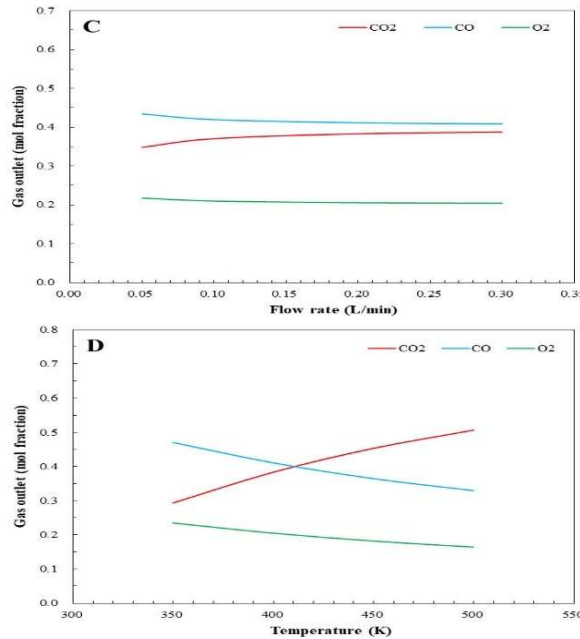 C
CO2 CO O2
0.7
0.6
0.5
0.4
0.3
0.2
0.1
0.0
Gas outlet (mol fraction)
0.00 0.05 0.10 0.15 0.20 0.25 0.30 0.35
Flow rate (L/min)
D
CO2 CO O2
0.8
0.7
0.6
0.5
0.4
0.3
0.2
0.1
0.0
Gas outlet (mol fraction)
300 350 400 450 500 550
Temperature (K)